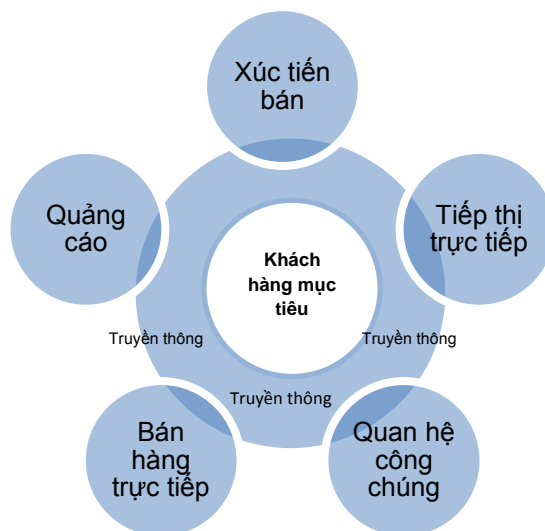 Xúc tiến
bán
Quảng
cáo
Tiếp thị
trực tiếp
Khách
hàng mục
tiêu
Truyền thông
Truyền thông
Truyền thông
Bán
hàng
trực tiếp
Quan hệ
công
chúng